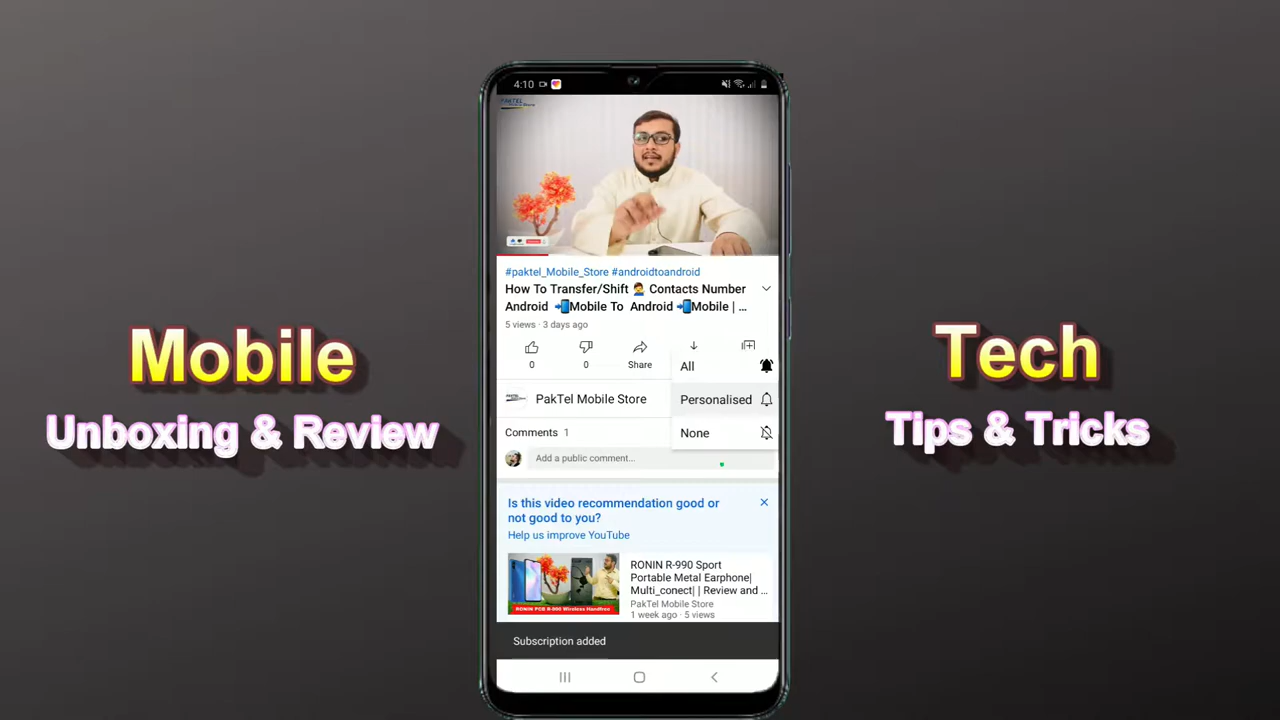 4:10
PAKTEL
#paktel_Mobile_Store #androidtoandroid
How To Transfer/Shift 🙅‍♂️ Contacts Number
Android 📲Mobile To Android 📲Mobile | ...
5 views · 3 days ago
0
0
Share
All
PakTel Mobile Store
Personalised
Comments 1
None
Add a public comment...
Is this video recommendation good or
not good to you?
Help us improve YouTube
RONIN R-990 Sport
Portable Metal Earphone|
Multi_conect| | Review and ...
PakTel Mobile Store
1 week ago · 5 views
Subscription added
Mobile
Unboxing & Review
Tech
Tips & Tricks